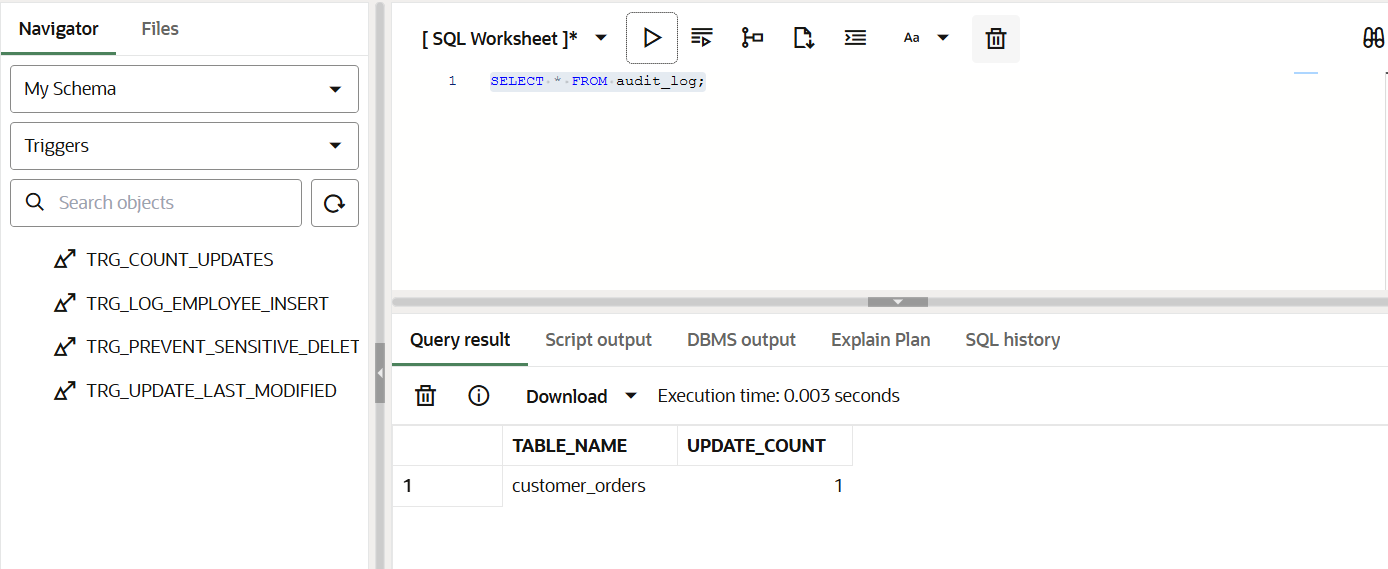 Navigator Files
My Schema
Triggers
Search objects
TRG_COUNT_UPDATES
TRG_LOG_EMPLOYEE_INSERT
TRG_PREVENT_SENSITIVE_DELET
TRG_UPDATE_LAST_MODIFIED
[ SQL Worksheet ]* Aa
1 SELECT * FROM audit_log;
Query result Script output DBMS output Explain Plan SQL history
Download Execution time: 0.003 seconds
TABLE_NAME UPDATE_COUNT
1 customer_orders 1